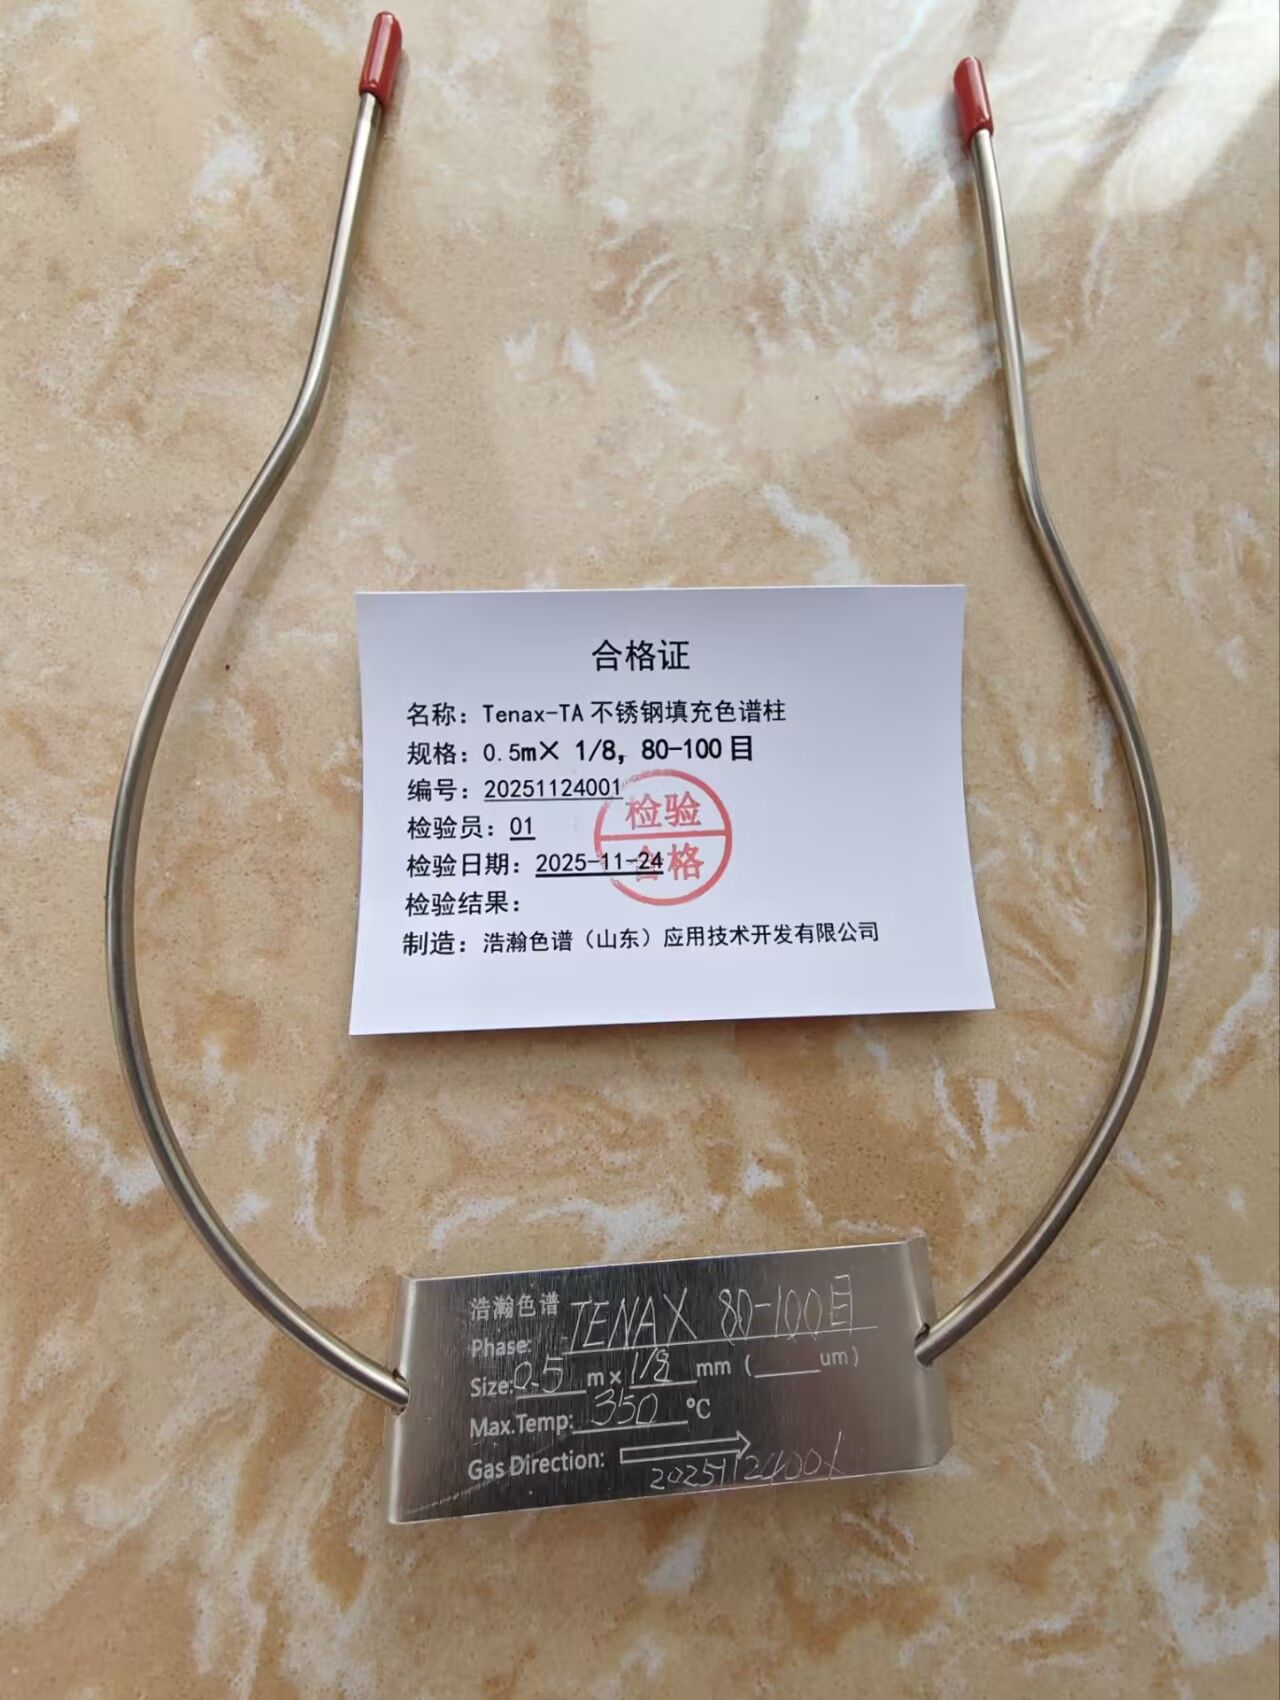 合格证
名称：Tenax-TA 不锈钢填充色谱柱
规格：0.5m× 1/8，80-100 目
编号：20251124001
检验员：01
检验日期：2025-11-24
检验结果：
制造：浩瀚色谱（山东）应用技术开发有限公司
检验
合格
浩瀚色谱
Phase: TENAX 80-100目
Size: 0.5 m x 1/8 mm ( um)
Max.Temp: 350 ℃
Gas Direction: